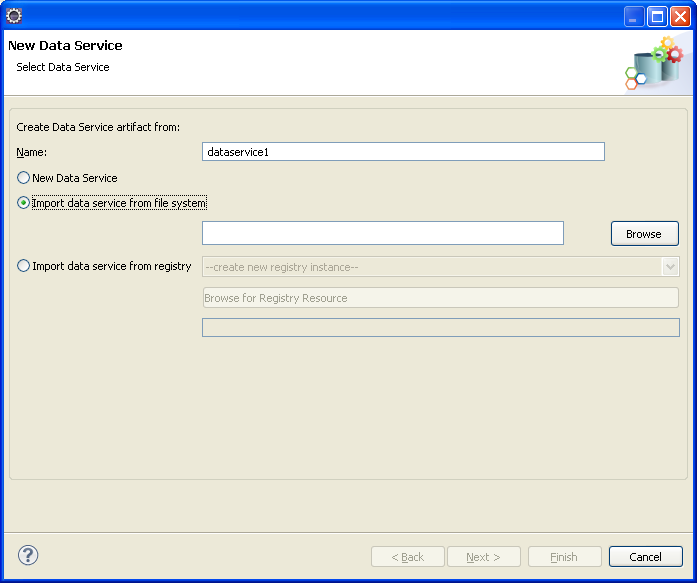 New Data Service
Select Data Service
Create Data Service artifact from:
Name: dataservice1
New Data Service
Import data service from file system
Browse
Import data service from registry --create new registry instance--
Browse for Registry Resource
?
< Back Next > Finish Cancel